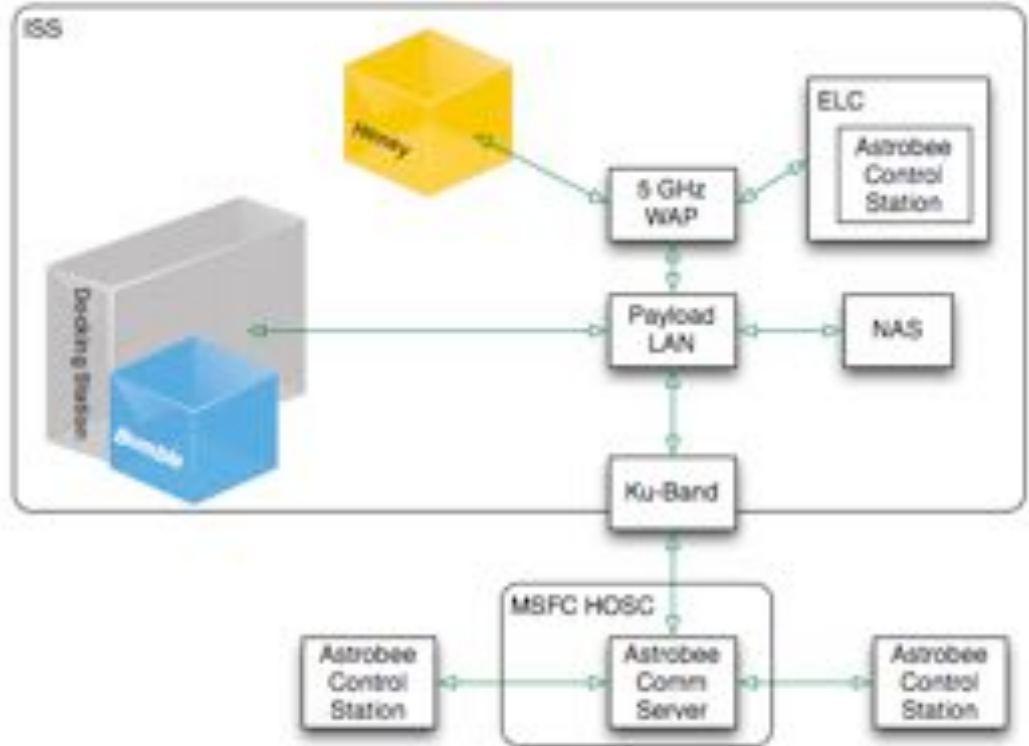 ISS
Honey
ELC
Astrobee
Control
Station
5 GHz
WAP
Docking Station
Payload
LAN
NAS
Bumble
Ku-Band
MSFC HOSC
Astrobee
Control
Station
Astrobee
Comm
Server
Astrobee
Control
Station